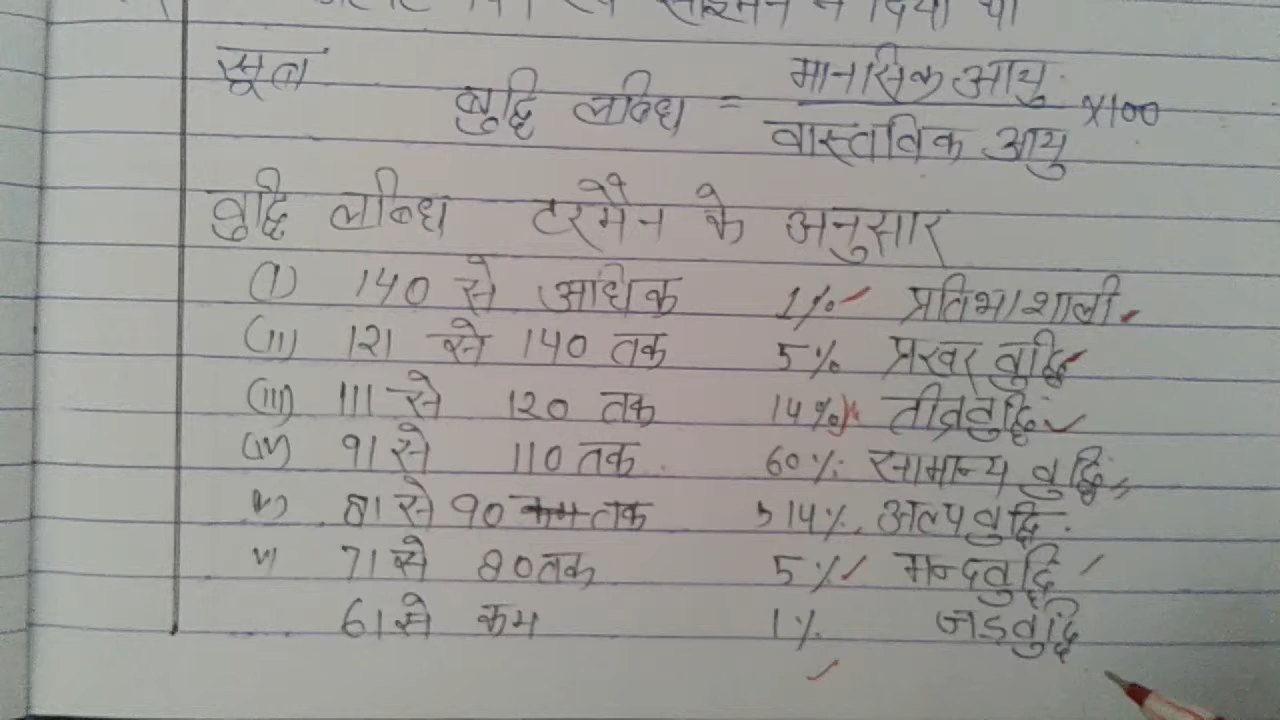 साइमन ने दिया था
सूत्र
बुद्धि लब्धि = मानसिक आयु / वास्तविक आयु ×100
बुद्धि लब्धि टरमैन के अनुसार
(I) 140 से अधिक 1% प्रतिभाशाली
(II) 121 से 140 तक 5% प्रखर बुद्धि
(III) 111 से 120 तक 14% तीव्रबुद्धि
(IV) 91 से 110 तक 60% सामान्य बुद्धि
V) 81 से 90 तक 14% अल्पबुद्धि
VI 71 से 80 तक 5% मन्दबुद्धि
61 से कम 1% जडबुद्धि